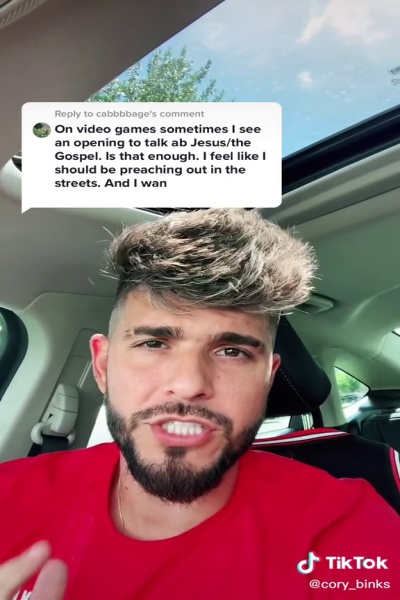 Reply to cabbbbage's comment
On video games sometimes I see
an opening to talk ab Jesus/the
Gospel. Is that enough. I feel like I
should be preaching out in the
streets. And I wan
TikTok
@cory_binks